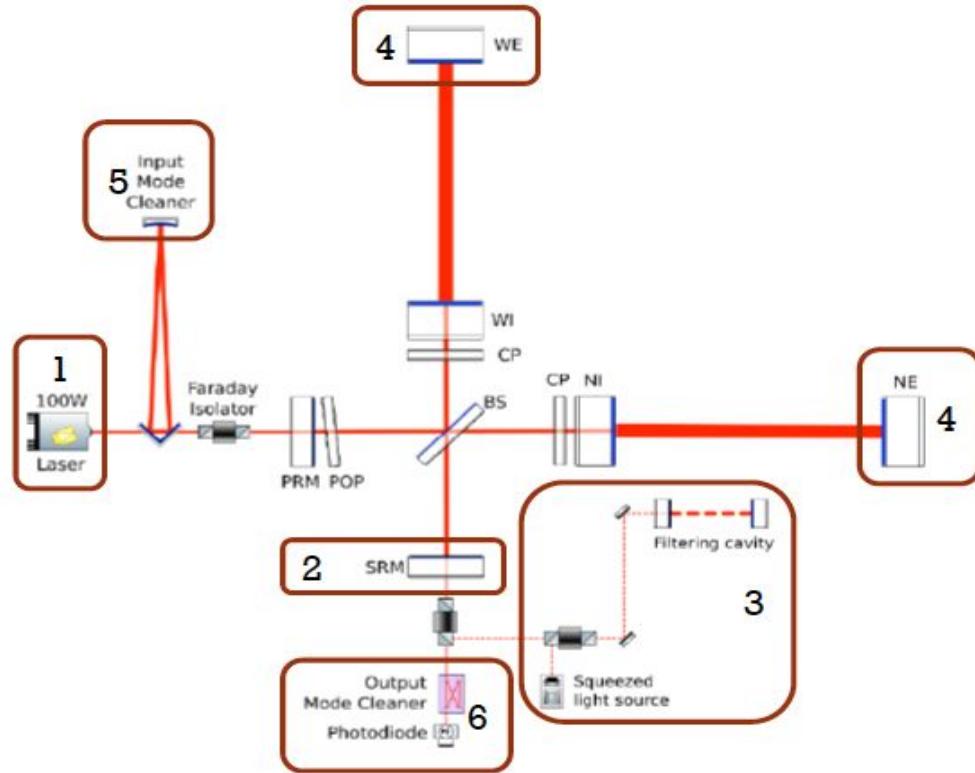 4
WE
5
Input
Mode
Cleaner
WI
CP
1
100W
Laser
Faraday
Isolator
PRM
POP
BS
CP
NI
NE
4
2
SRM
Filtering cavity
3
Squeezed
light source
Output
Mode Cleaner
6
Photodiode